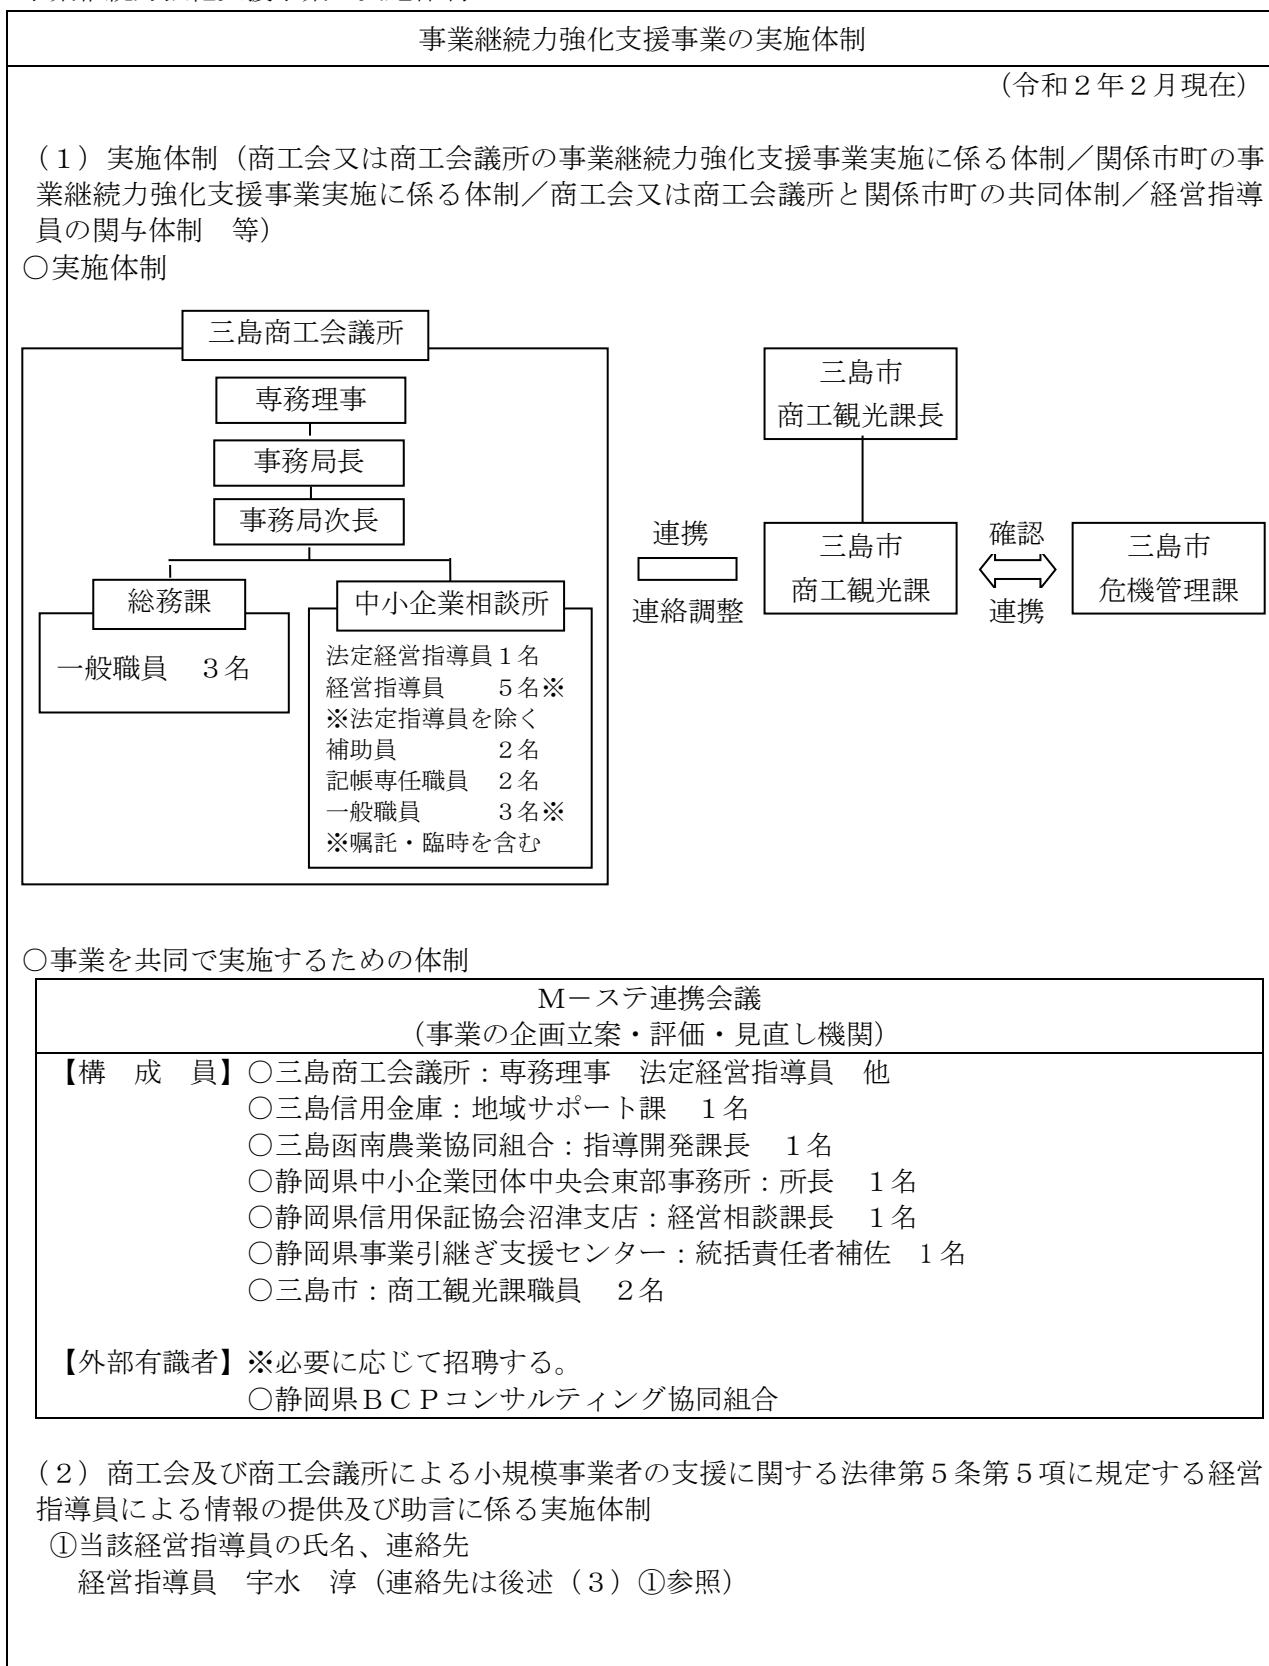 事業継続力強化支援事業の実施体制
（令和２年２月現在）
（１）実施体制（商工会又は商工会議所の事業継続力強化支援事業実施に係る体制／関係市町の事
業継続力強化支援事業実施に係る体制／商工会又は商工会議所と関係市町の共同体制／経営指導
員の関与体制　等）
○実施体制
三島商工会議所
専務理事
事務局長
事務局次長
総務課
一般職員　３名
中小企業相談所
法定経営指導員１名
経営指導員　　５名※
※法定指導員を除く
補助員　　　　２名
記帳専任職員　２名
一般職員　　　３名※
※嘱託・臨時を含む
連携
連絡調整
三島市
商工観光課長
三島市
商工観光課
確認
連携
三島市
危機管理課
○事業を共同で実施するための体制
Ｍ－ステ連携会議
（事業の企画立案・評価・見直し機関）
【構　成　員】○三島商工会議所：専務理事　法定経営指導員　他
○三島信用金庫：地域サポート課　１名
○三島函南農業協同組合：指導開発課長　１名
○静岡県中小企業団体中央会東部事務所：所長　１名
○静岡県信用保証協会沼津支店：経営相談課長　１名
○静岡県事業引継ぎ支援センター：統括責任者補佐　1 名
○三島市：商工観光課職員　２名
【外部有識者】※必要に応じて招聘する。
○静岡県ＢＣＰコンサルティング協同組合
（２）商工会及び商工会議所による小規模事業者の支援に関する法律第５条第５項に規定する経営
指導員による情報の提供及び助言に係る実施体制
①当該経営指導員の氏名、連絡先
経営指導員　宇水　淳（連絡先は後述（３）①参照）